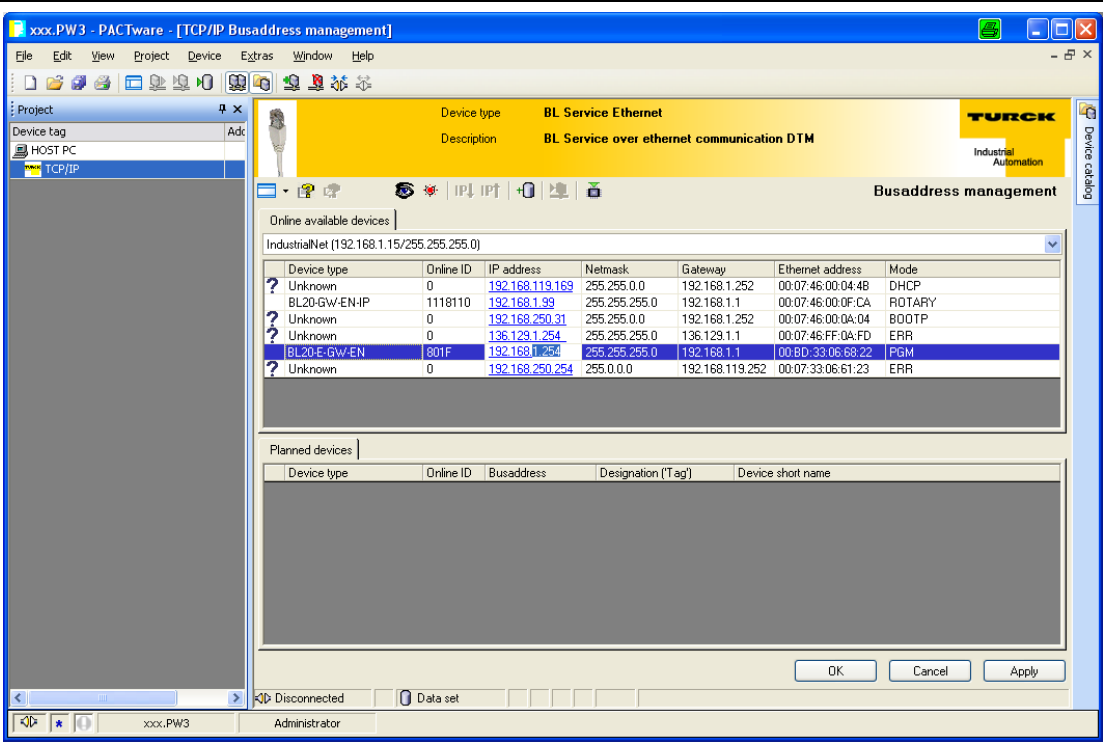 xxx.PW3 - PACTware - [TCP/IP Busaddress management]
File Edit View Project Device Extras Window Help
Project
Device tag Adc
HOST PC
TURCK TCP/IP
Device type BL Service Ethernet
Description BL Service over ethernet communication DTM
TURCK
Industrial
Automation
Device catalog
IP IP
Busaddress management
Online available devices
IndustrialNet (192.168.1.15/255.255.255.0)
Device type Online ID IP address Netmask Gateway Ethernet address Mode
? Unknown 0 192.168.119.169 255.255.0.0 192.168.1.252 00:07:46:00:04:4B DHCP
BL20-GW-EN-IP 1118110 192.168.1.99 255.255.255.0 192.168.1.1 00:07:46:00:0F:CA ROTARY
? Unknown 0 192.168.250.31 255.255.0.0 192.168.1.252 00:07:46:00:0A:04 BOOTP
? Unknown 0 136.129.1.254 255.255.255.0 136.129.1.1 00:07:46:FF:0A:FD ERR
BL20-E-GW-EN 801F 192.168.1.254 255.255.255.0 192.168.1.1 00:BD:33:06:68:22 PGM
? Unknown 0 192.168.250.254 255.0.0.0 192.168.119.252 00:07:33:06:61:23 ERR
Planned devices
Device type Online ID Busaddress Designation ('Tag') Device short name
OK Cancel Apply
Disconnected Data set
xxx.PW3 Administrator